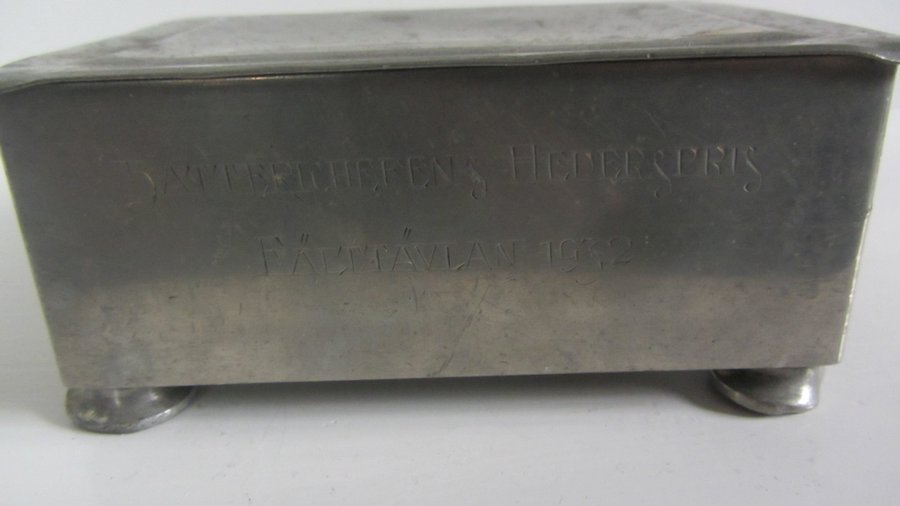 BATTERICHEFENS HEDERSPRIS
FÄLTTÄVLAN 1932